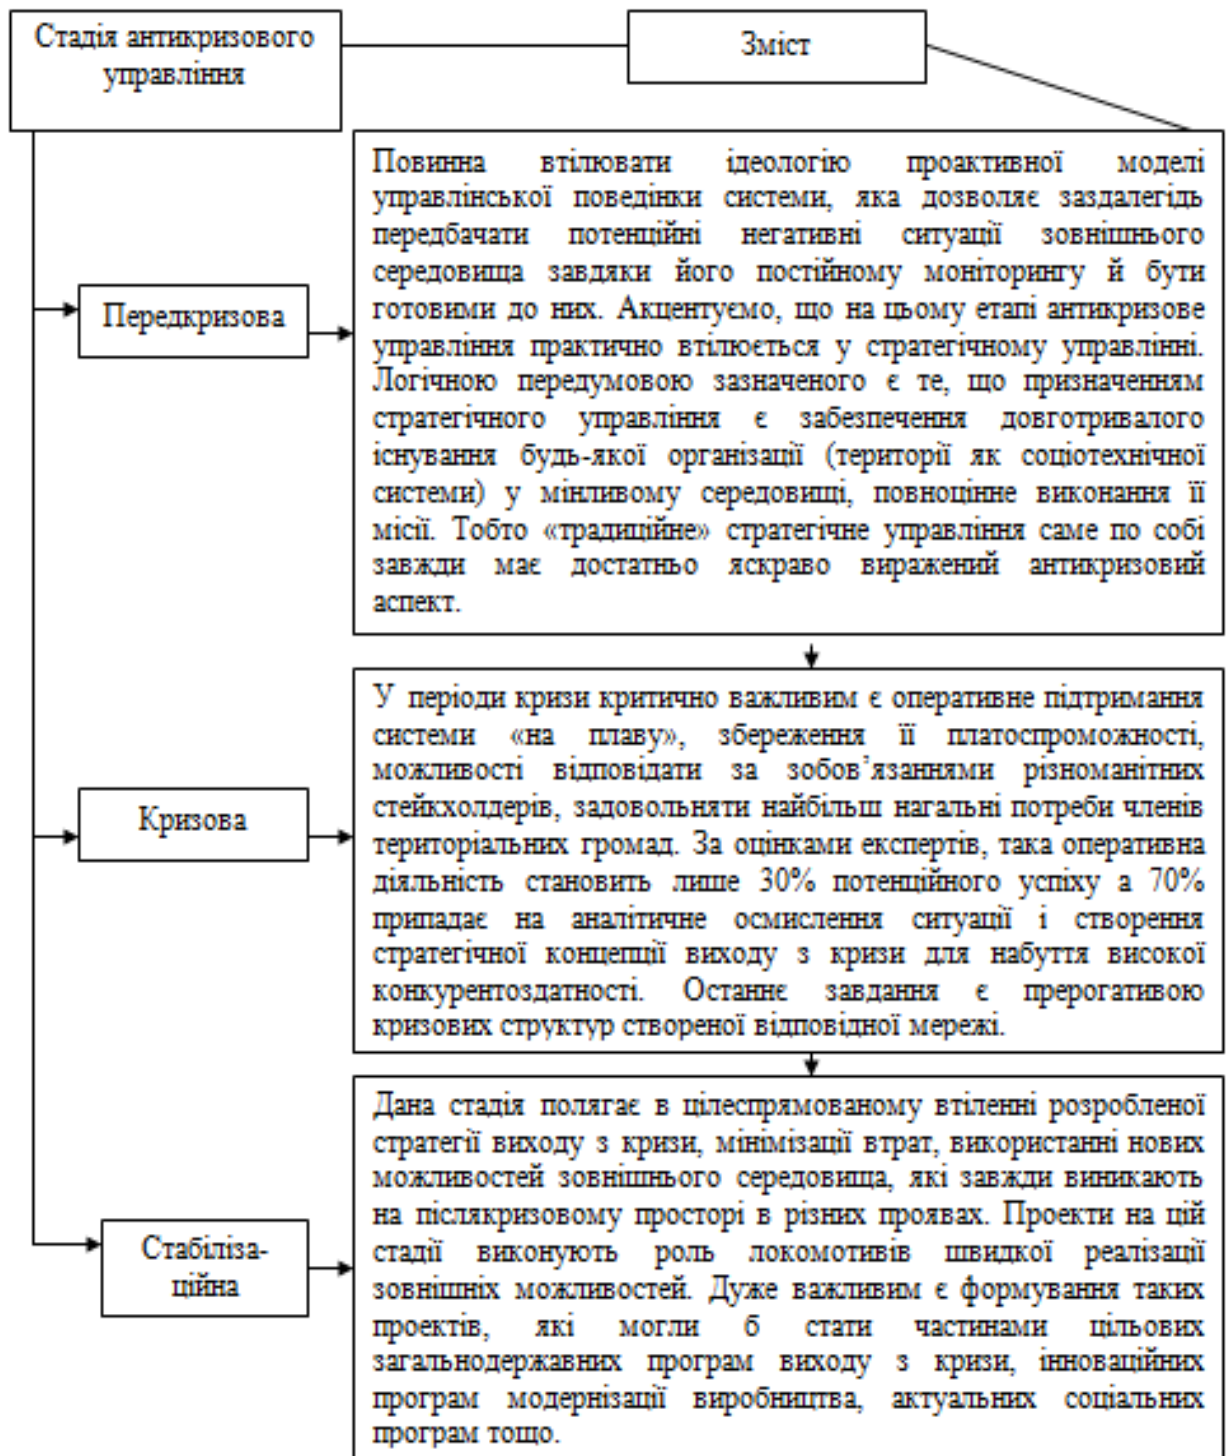 Стадія антикризового
управління
Зміст
Повинна втілювати ідеологію проактивної моделі
управлінської поведінки системи, яка дозволяє заздалегідь
передбачати потенційні негативні ситуації зовнішнього
середовища завдяки його постійному моніторингу й бути
готовими до них. Акцентуємо, що на цьому етапі антикризове
управління практично втілюється у стратегічному управлінні.
Логічною передумовою зазначеного є те, що призначенням
стратегічного управління є забезпечення довготривалого
існування будь-якої організації (території як соціотехнічної
системи) у мінливому середовищі, повноцінне виконання її
місії. Тобто «традиційне» стратегічне управління саме по собі
завжди має достатньо яскраво виражений антикризовий
аспект.
Передкризова
У періоди кризи критично важливим є оперативне підтримання
системи «на плаву», збереження її платоспроможності,
можливості відповідати за зобов’язаннями різноманітних
стейкхолдерів, задовольняти найбільш нагальні потреби членів
територіальних громад. За оцінками експертів, така оперативна
діяльність становить лише 30% потенційного успіху а 70%
припадає на аналітичне осмислення ситуації і створення
стратегічної концепції виходу з кризи для набуття високої
конкурентоздатності. Останнє завдання є прерогативою
кризових структур створеної відповідної мережі.
Кризова
Дана стадія полягає в цілеспрямованому втіленні розробленої
стратегії виходу з кризи, мінімізації втрат, використанні нових
можливостей зовнішнього середовища, які завжди виникають
на післякризовому просторі в різних проявах. Проекти на цій
стадії виконують роль локомотивів швидкої реалізації
зовнішніх можливостей. Дуже важливим є формування таких
проектів, які могли б стати частинами цільових
загальнодержавних програм виходу з кризи, інноваційних
програм модернізації виробництва, актуальних соціальних
програм тощо.
Стабіліза-
ційна